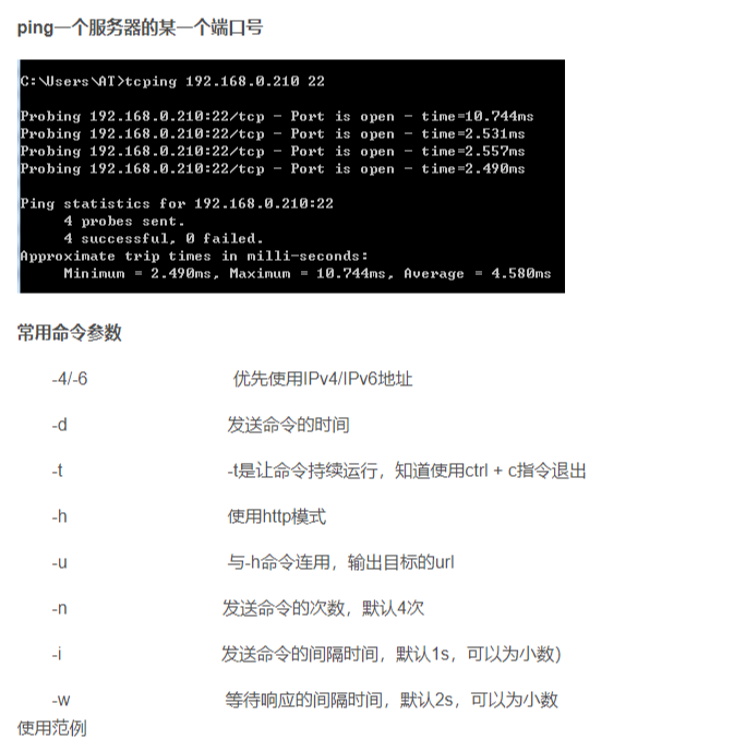 ping一个服务器的某一个端口号
C:\Users\AT>tcping 192.168.0.210 22
Probing 192.168.0.210:22/tcp - Port is open - time=10.744ms
Probing 192.168.0.210:22/tcp - Port is open - time=2.531ms
Probing 192.168.0.210:22/tcp - Port is open - time=2.557ms
Probing 192.168.0.210:22/tcp - Port is open - time=2.490ms
Ping statistics for 192.168.0.210:22
4 probes sent.
4 successful, 0 failed.
Approximate trip times in milli-seconds:
Minimum = 2.490ms, Maximum = 10.744ms, Average = 4.580ms
常用命令参数
-4/-6 优先使用IPv4/IPv6地址
-d 发送命令的时间
-t -t是让命令持续运行，知道使用ctrl + c指令退出
-h 使用http模式
-u 与-h命令连用，输出目标的url
-n 发送命令的次数，默认4次
-i 发送命令的间隔时间，默认1s，可以为小数)
-w 等待响应的间隔时间，默认2s，可以为小数
使用范例